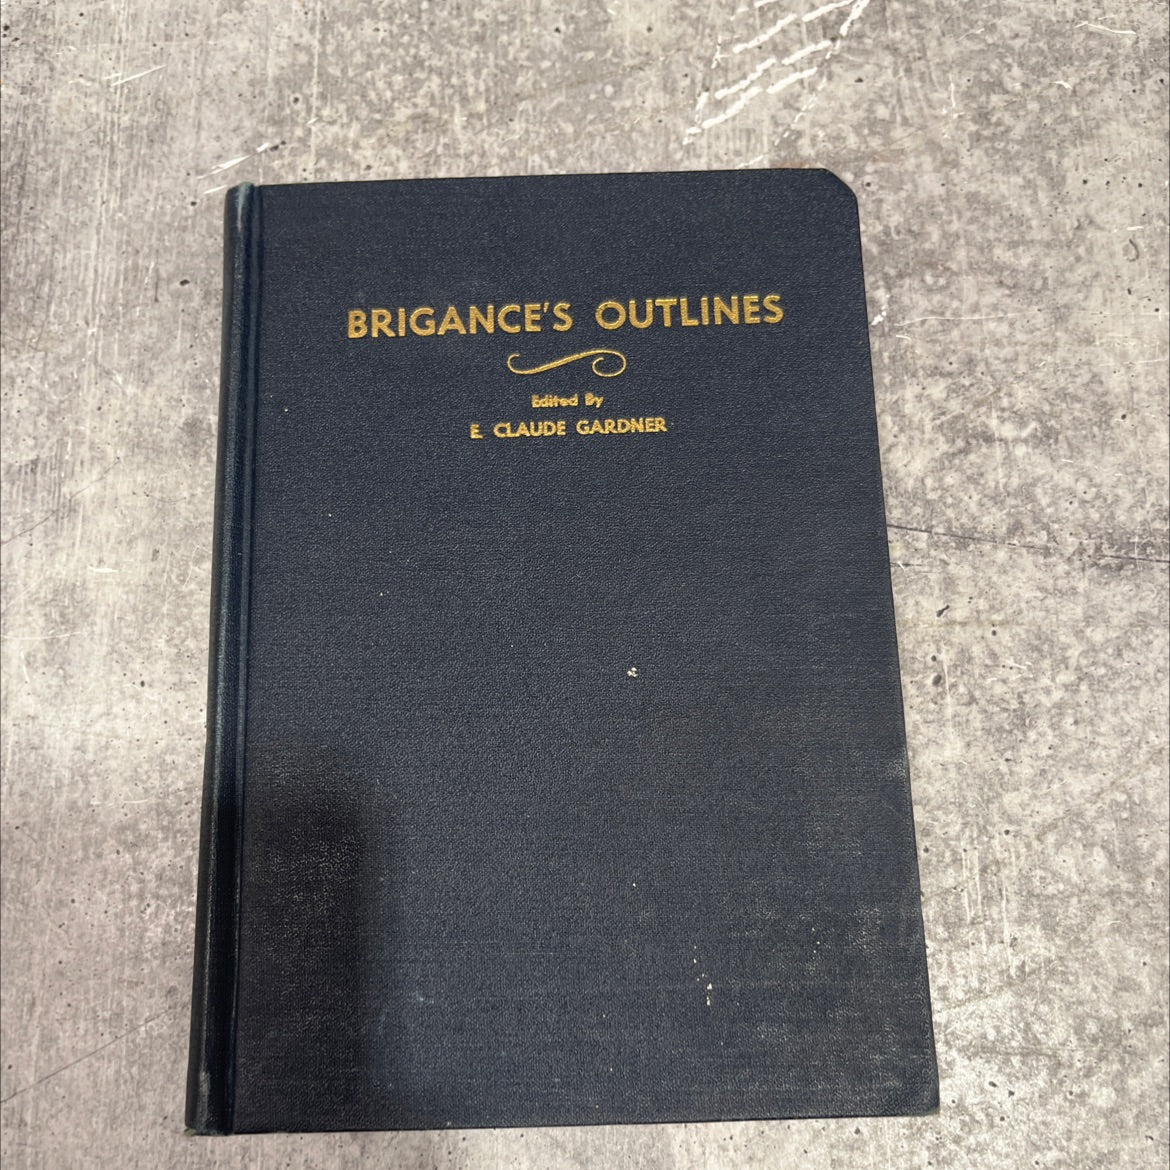 BRIGANCE'S OUTLINES
Edited By
E. CLAUDE GARDNER